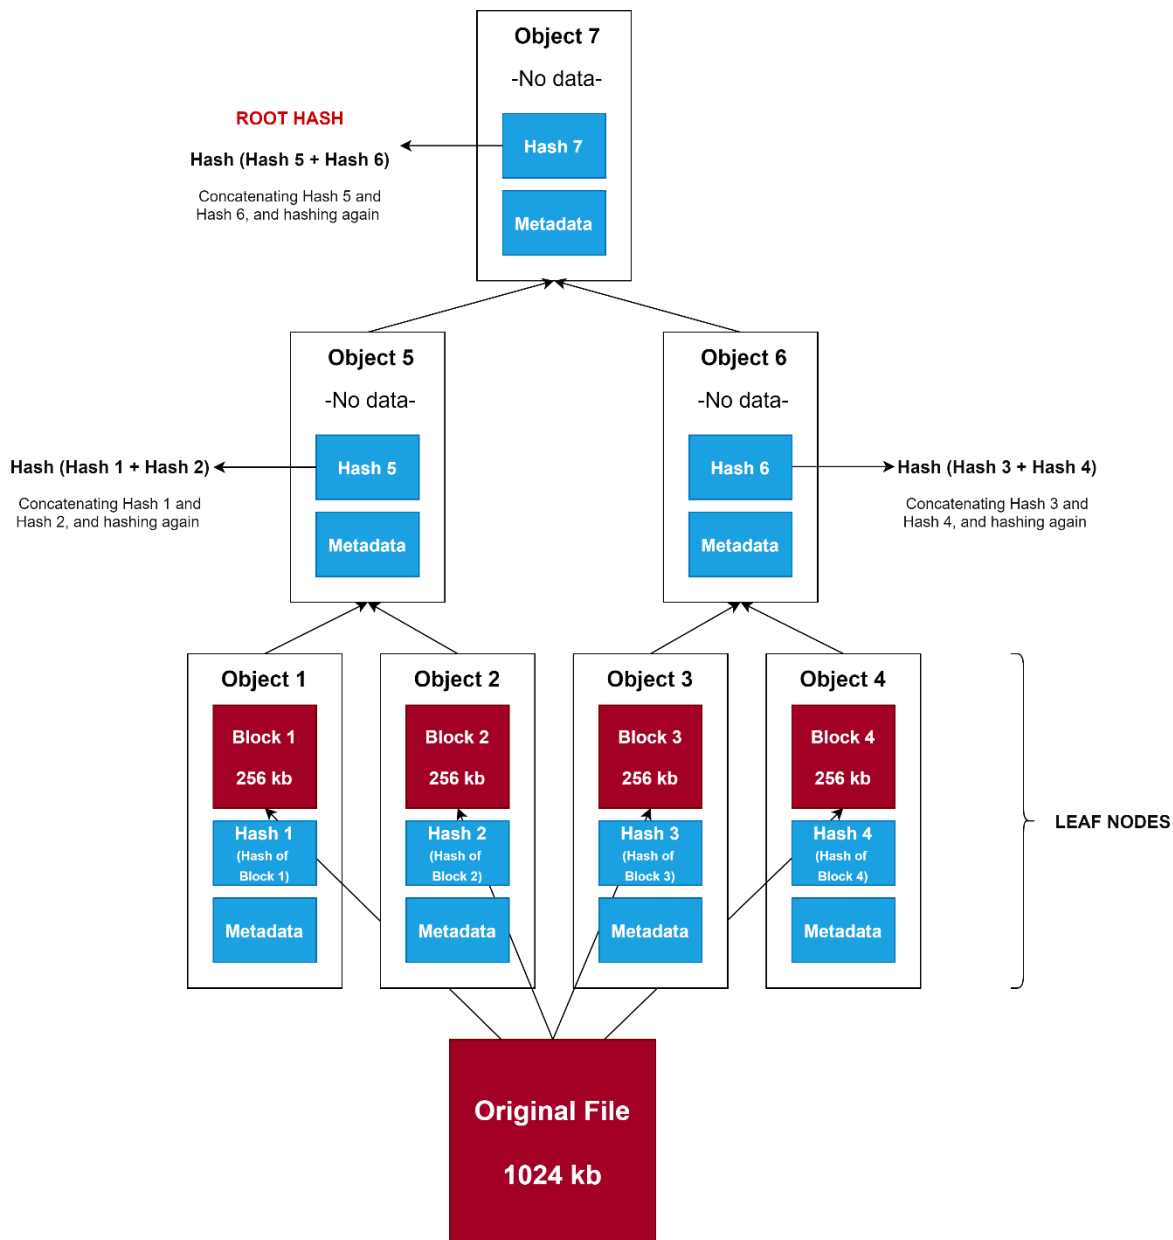 Object 7
-No data-
ROOT HASH
Hash 7
Hash (Hash 5 + Hash 6)
Concatenating Hash 5 and
Hash 6, and hashing again
Metadata
Object 5
-No data-
Object 6
-No data-
Hash (Hash 1 + Hash 2)
Hash 5
Concatenating Hash 1 and
Hash 2, and hashing again
Metadata
Hash 6
Hash (Hash 3 + Hash 4)
Concatenating Hash 3 and
Hash 4, and hashing again
Metadata
Object 1
Block 1
256 kb
Hash 1
(Hash of
Block 1)
Metadata
Object 2
Block 2
256 kb
Hash 2
(Hash of
Block 2)
Metadata
Object 3
Block 3
256 kb
Hash 3
(Hash of
Block 3)
Metadata
Object 4
Block 4
256 kb
Hash 4
(Hash of
Block 4)
Metadata
LEAF NODES
Original File
1024 kb